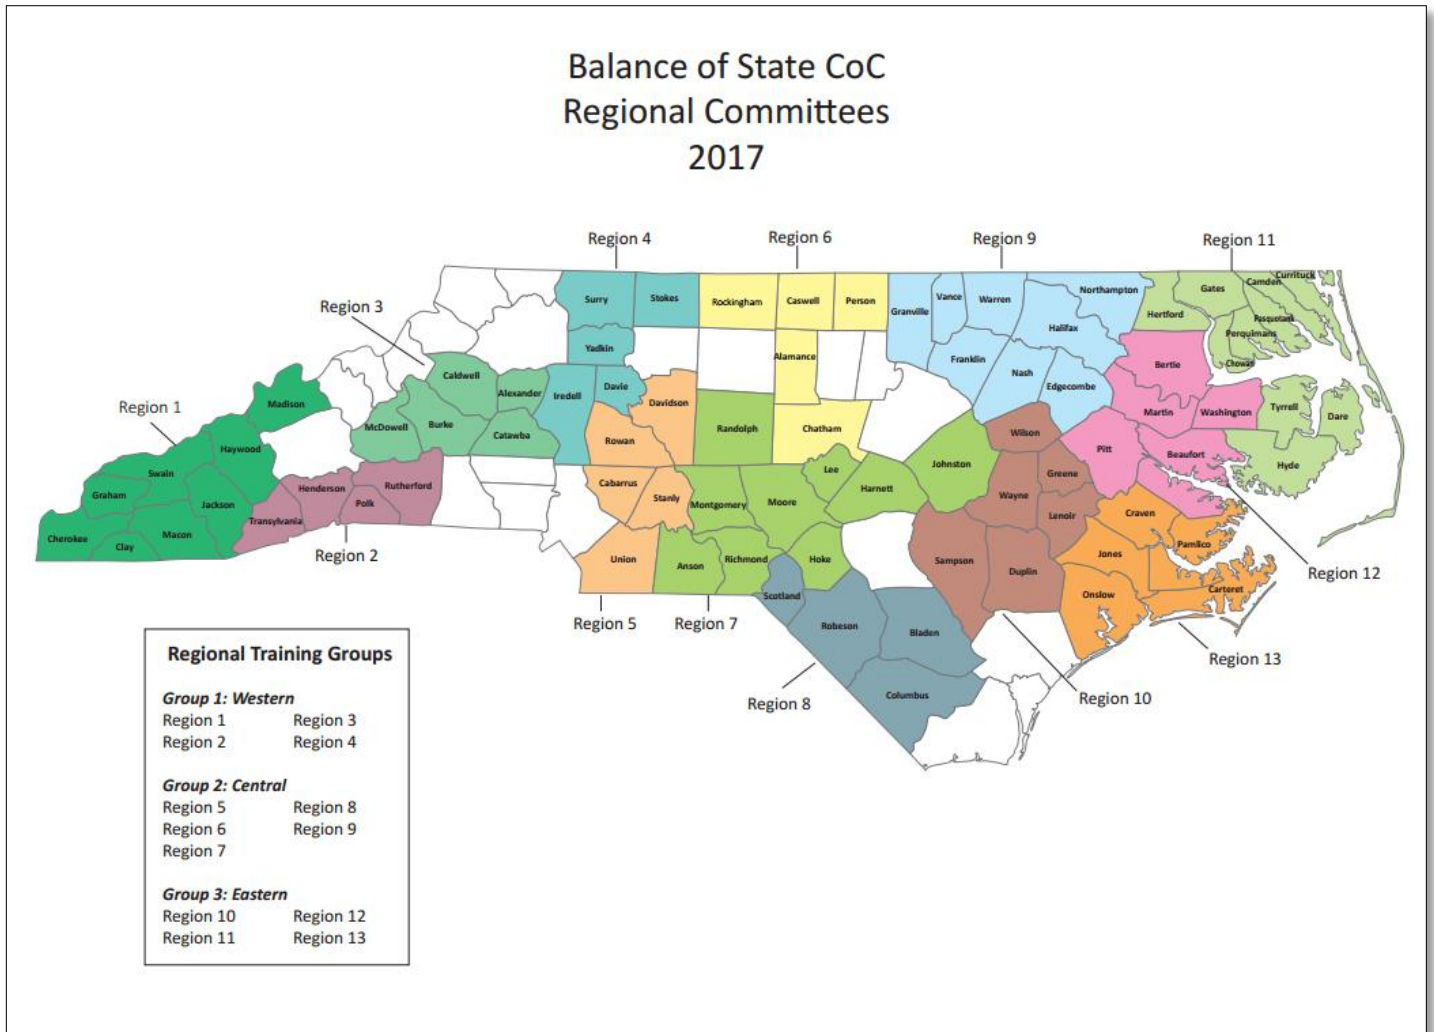 Balance of State CoC
Regional Committees
2017
Region 4
Region 6
Region 9
Region 11
Region 3
Region 1
Region 2
Region 5
Region 7
Region 8
Region 10
Region 12
Region 13
Surry
Stokes
Yadkin
Iredell
Davie
Rockingham
Caswell
Person
Alamance
Chatham
Granville
Vance
Warren
Northampton
Halifax
Franklin
Nash
Edgecombe
Hertford
Gates
Camden
Currituck
Pasquotank
Perquimans
Chowan
Tyrrell
Dare
Hyde
Bertie
Martin
Washington
Pitt
Beaufort
Caldwell
Alexander
McDowell
Burke
Catawba
Madison
Haywood
Swain
Graham
Jackson
Cherokee
Clay
Macon
Transylvania
Henderson
Polk
Rutherford
Davidson
Rowan
Cabarrus
Stanly
Union
Randolph
Montgomery
Moore
Lee
Harnett
Johnston
Anson
Richmond
Hoke
Scotland
Robeson
Bladen
Columbus
Wilson
Greene
Wayne
Lenoir
Sampson
Duplin
Craven
Pamlico
Jones
Onslow
Carteret
Regional Training Groups
Group 1: Western
Region 1 Region 3
Region 2 Region 4
Group 2: Central
Region 5 Region 8
Region 6 Region 9
Region 7
Group 3: Eastern
Region 10 Region 12
Region 11 Region 13